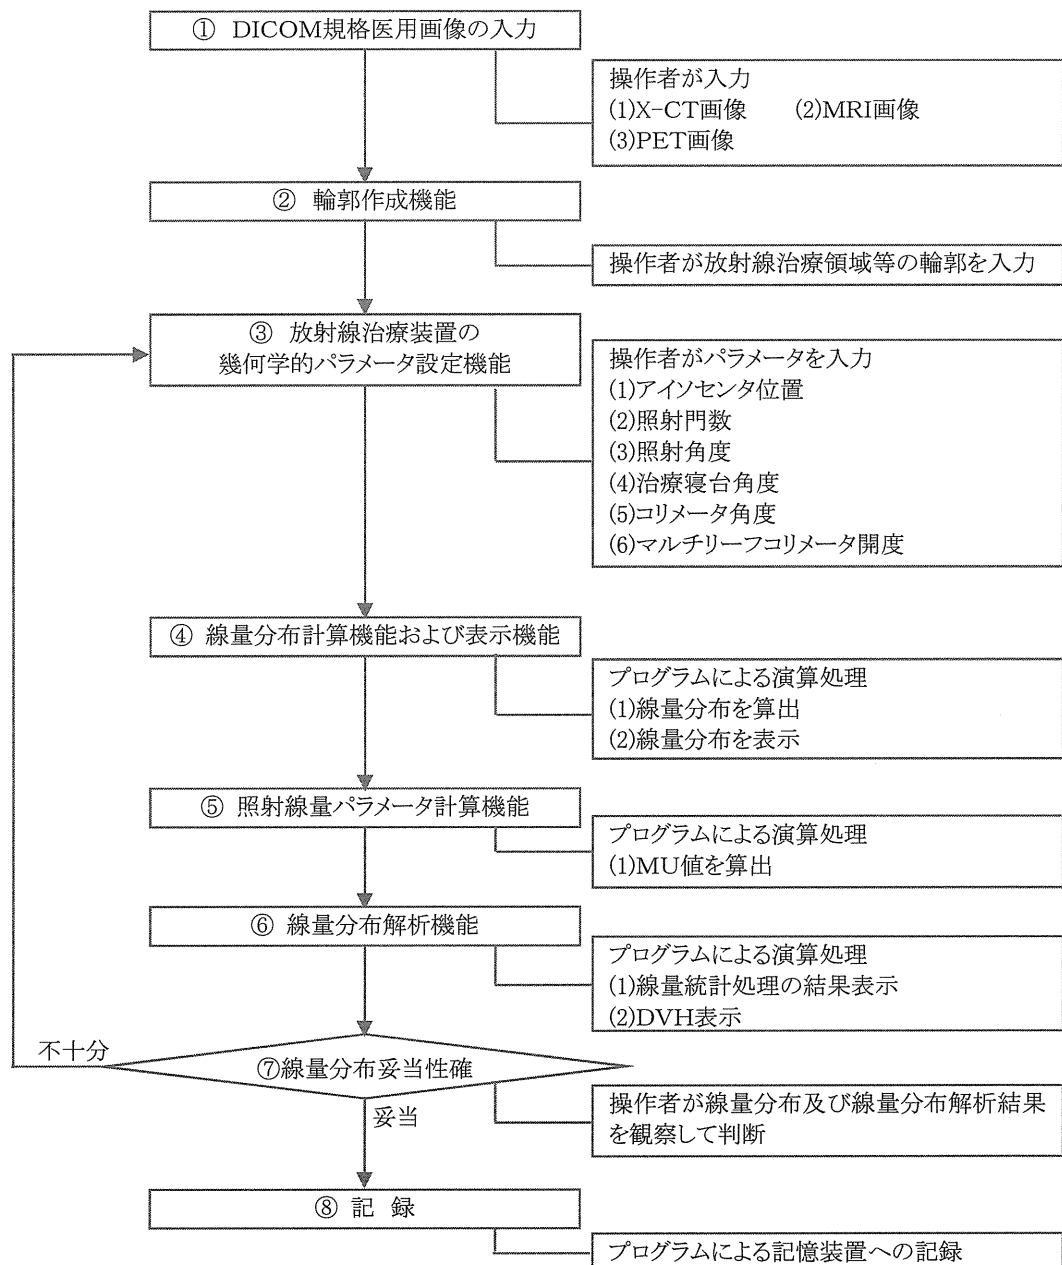 ① DICOM規格医用画像の入力
操作者が入力
(1)X-CT画像 (2)MRI画像
(3)PET画像
② 輪郭作成機能
操作者が放射線治療領域等の輪郭を入力
③ 放射線治療装置の
幾何学的パラメータ設定機能
操作者がパラメータを入力
(1)アイソセンタ位置
(2)照射門数
(3)照射角度
(4)治療寝台角度
(5)コリメータ角度
(6)マルチリーフコリメータ開度
④ 線量分布計算機能および表示機能
プログラムによる演算処理
(1)線量分布を算出
(2)線量分布を表示
⑤ 照射線量パラメータ計算機能
プログラムによる演算処理
(1)MU値を算出
⑥ 線量分布解析機能
プログラムによる演算処理
(1)線量統計処理の結果表示
(2)DVH表示
不十分
⑦線量分布妥当性確
妥当
操作者が線量分布及び線量分布解析結果
を観察して判断
⑧ 記 録
プログラムによる記憶装置への記録